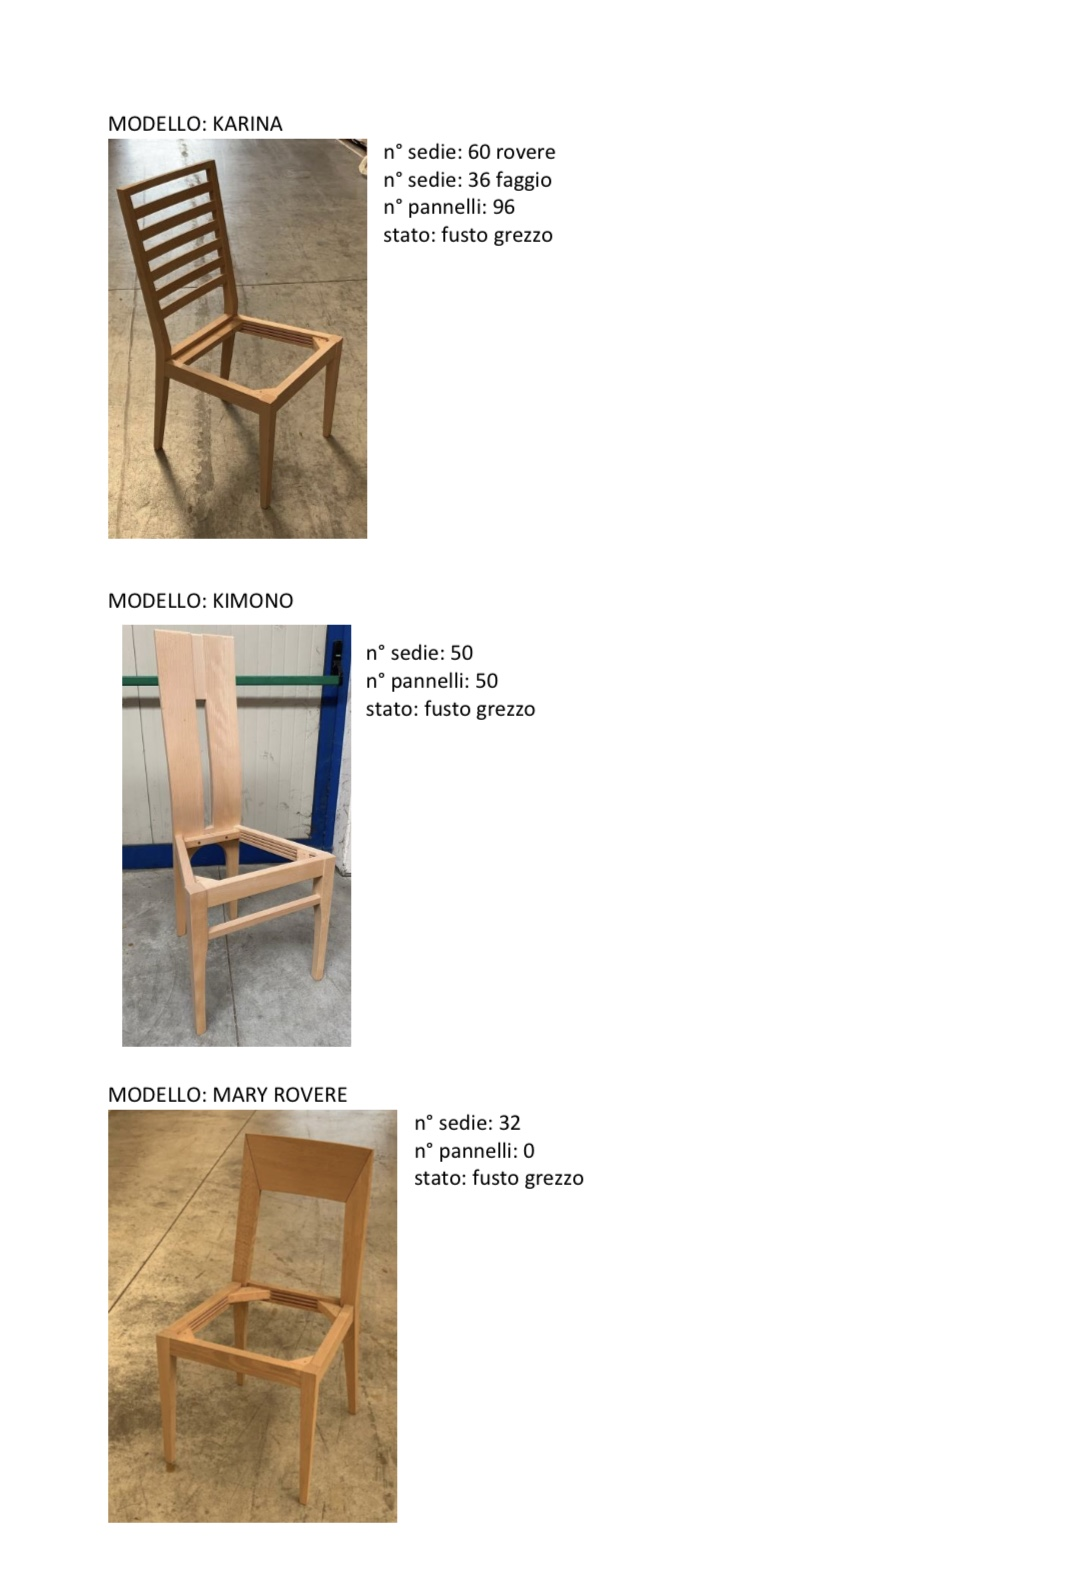 MODELLO: KARINA
n° sedie: 60 rovere
n° sedie: 36 faggio
n° pannelli: 96
stato: fusto grezzo
MODELLO: KIMONO
n° sedie: 50
n° pannelli: 50
stato: fusto grezzo
MODELLO: MARY ROVERE
n° sedie: 32
n° pannelli: 0
stato: fusto grezzo